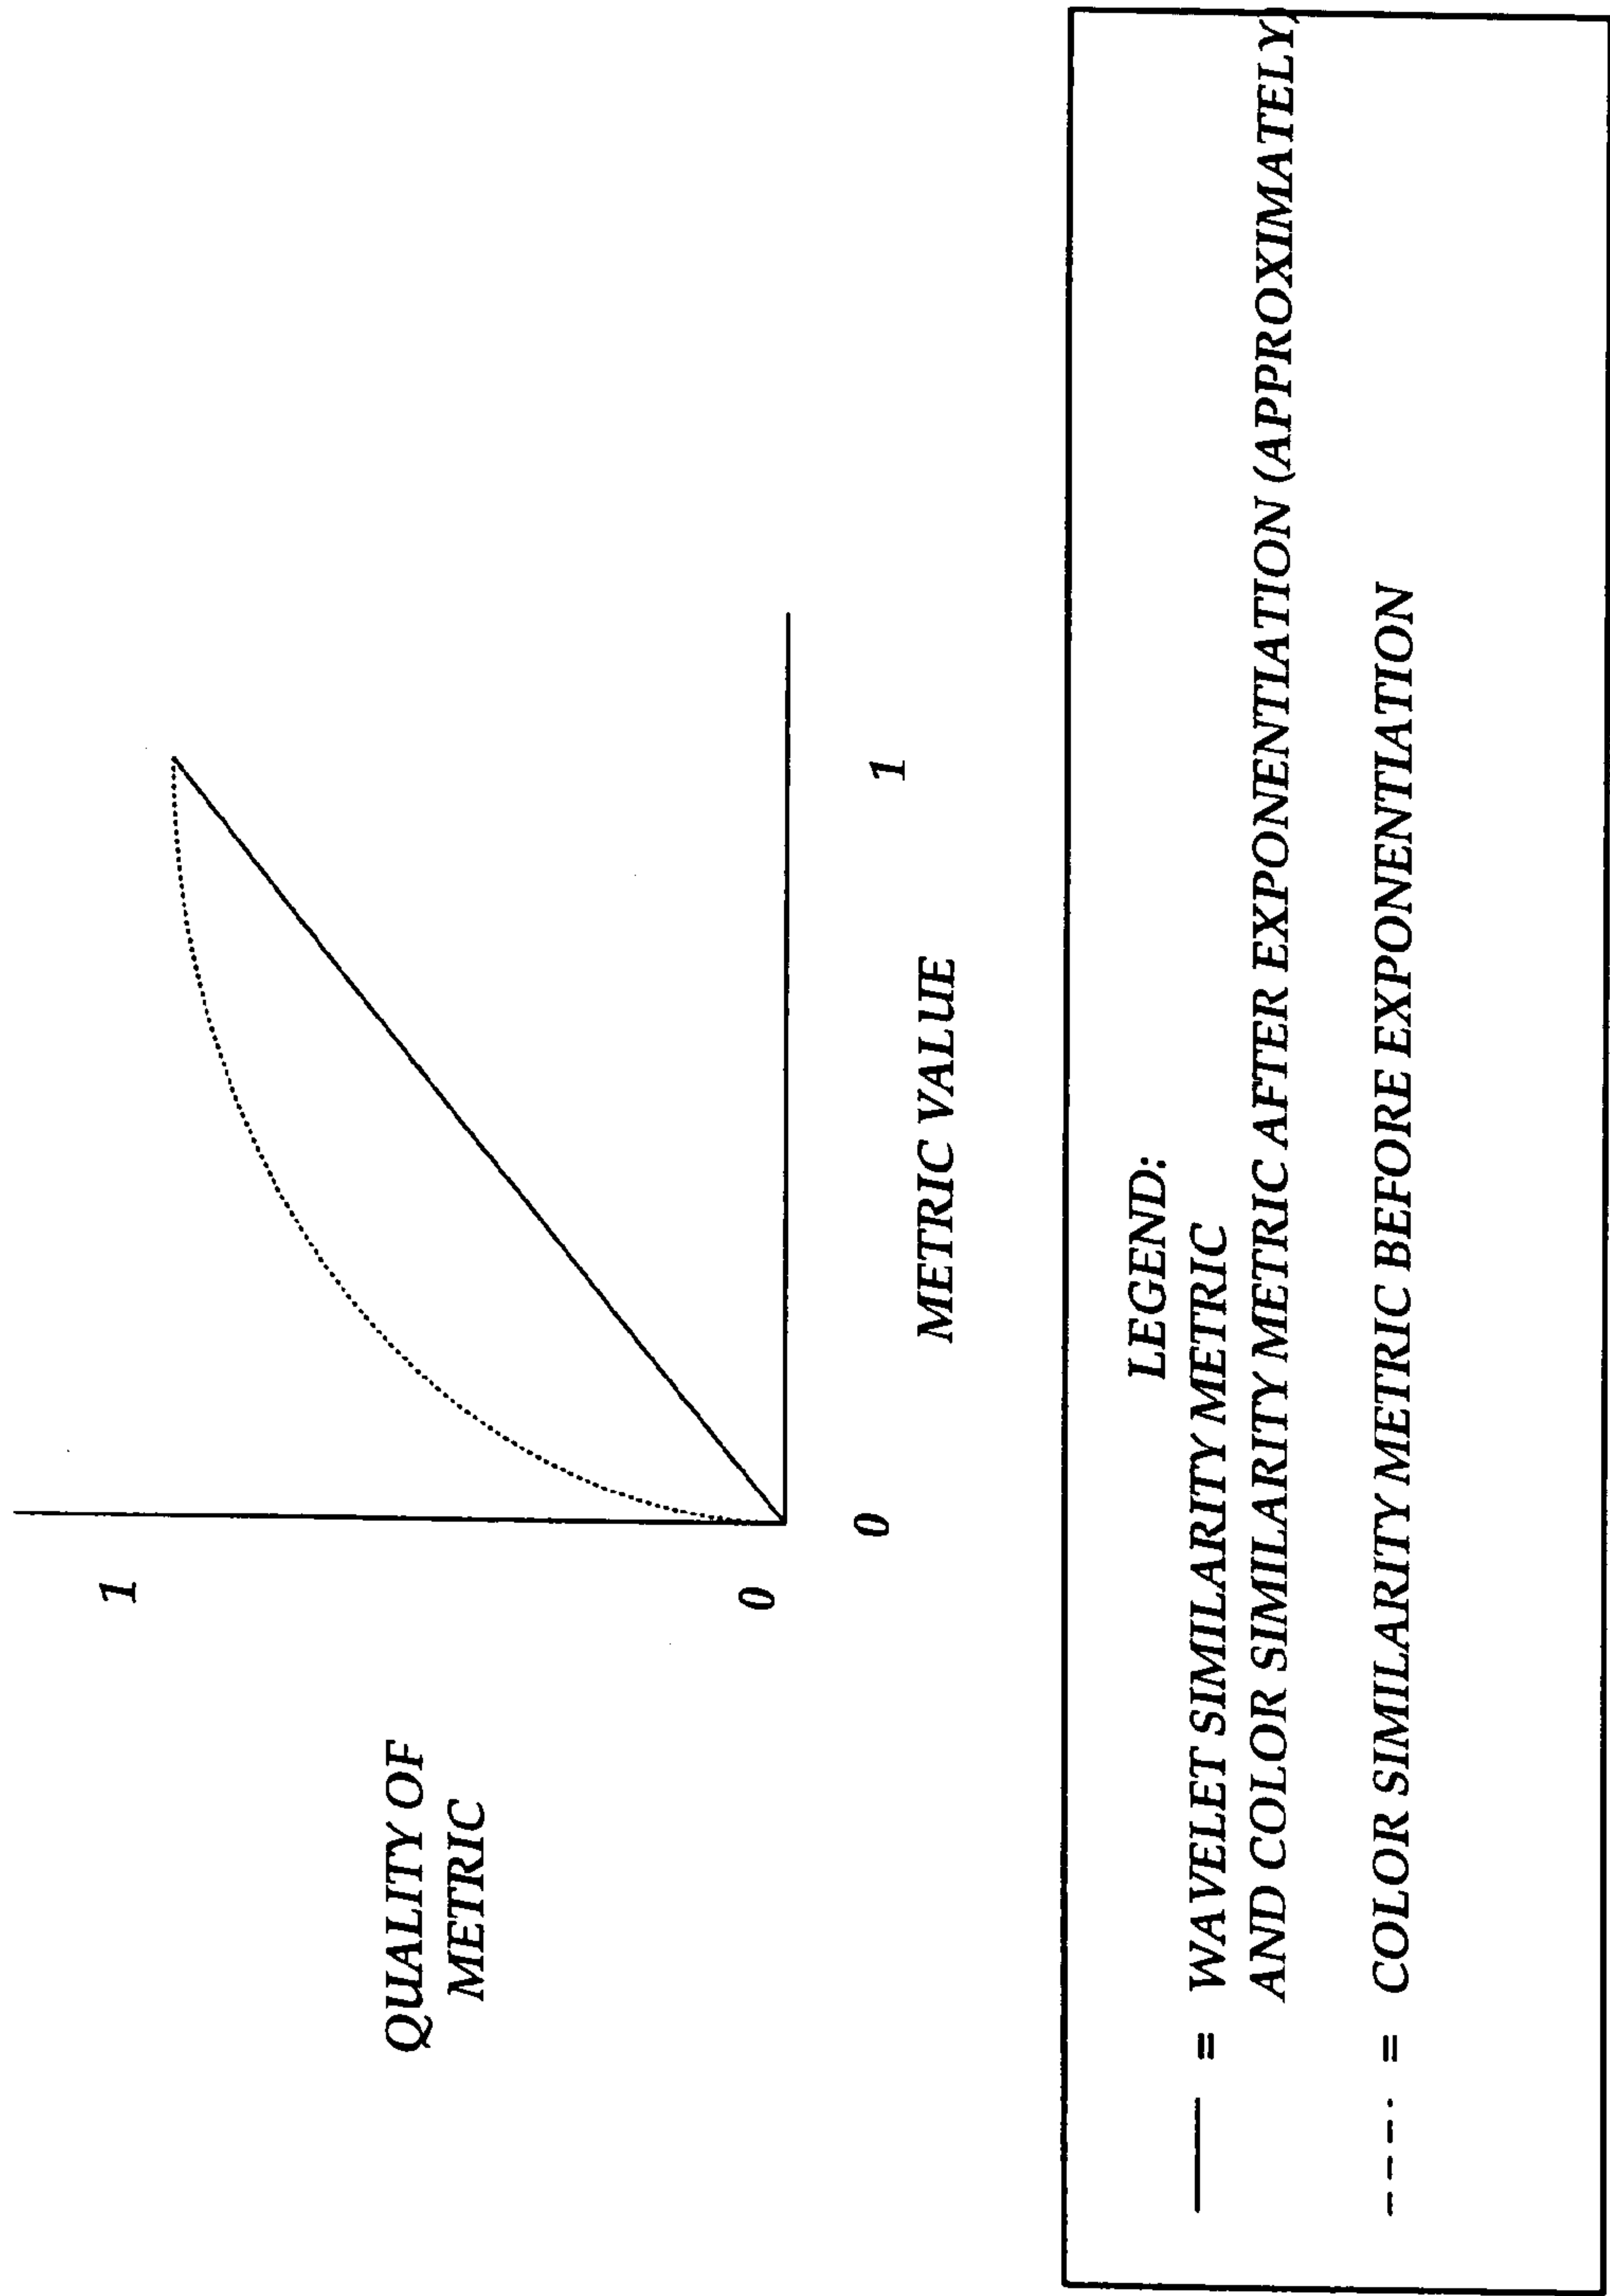 1
QUALITY OF
METRIC
0
0
1
METRIC VALUE
LEGEND:
= WAVELET SIMILARITY METRIC
AND COLOR SIMILARITY METRIC AFTER EXPONENTIATION (APPROXIMATELY)
= COLOR SIMILARITY METRIC BEFORE EXPONENTIATION